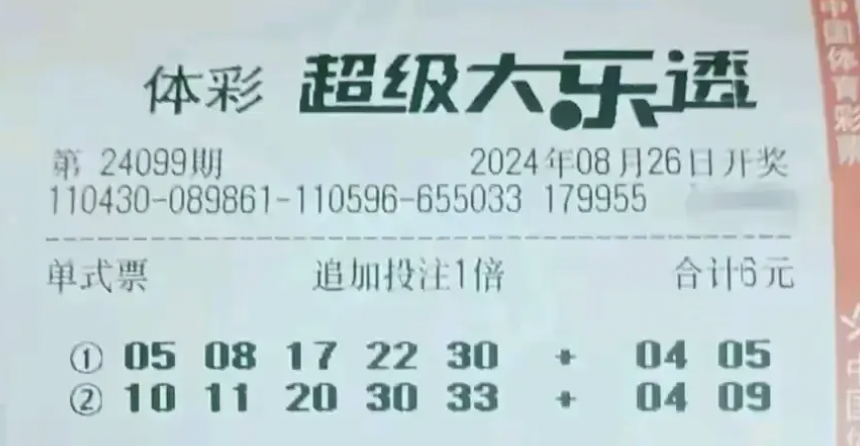 体彩 超级大乐透
第 24099期 2024年08月26日开奖
110430-089861-110596-655033 179955
单式票 追加投注1倍 合计6元
① 05 08 17 22 30 + 04 05
② 10 11 20 30 33 + 04 09
中国体育彩票
中国